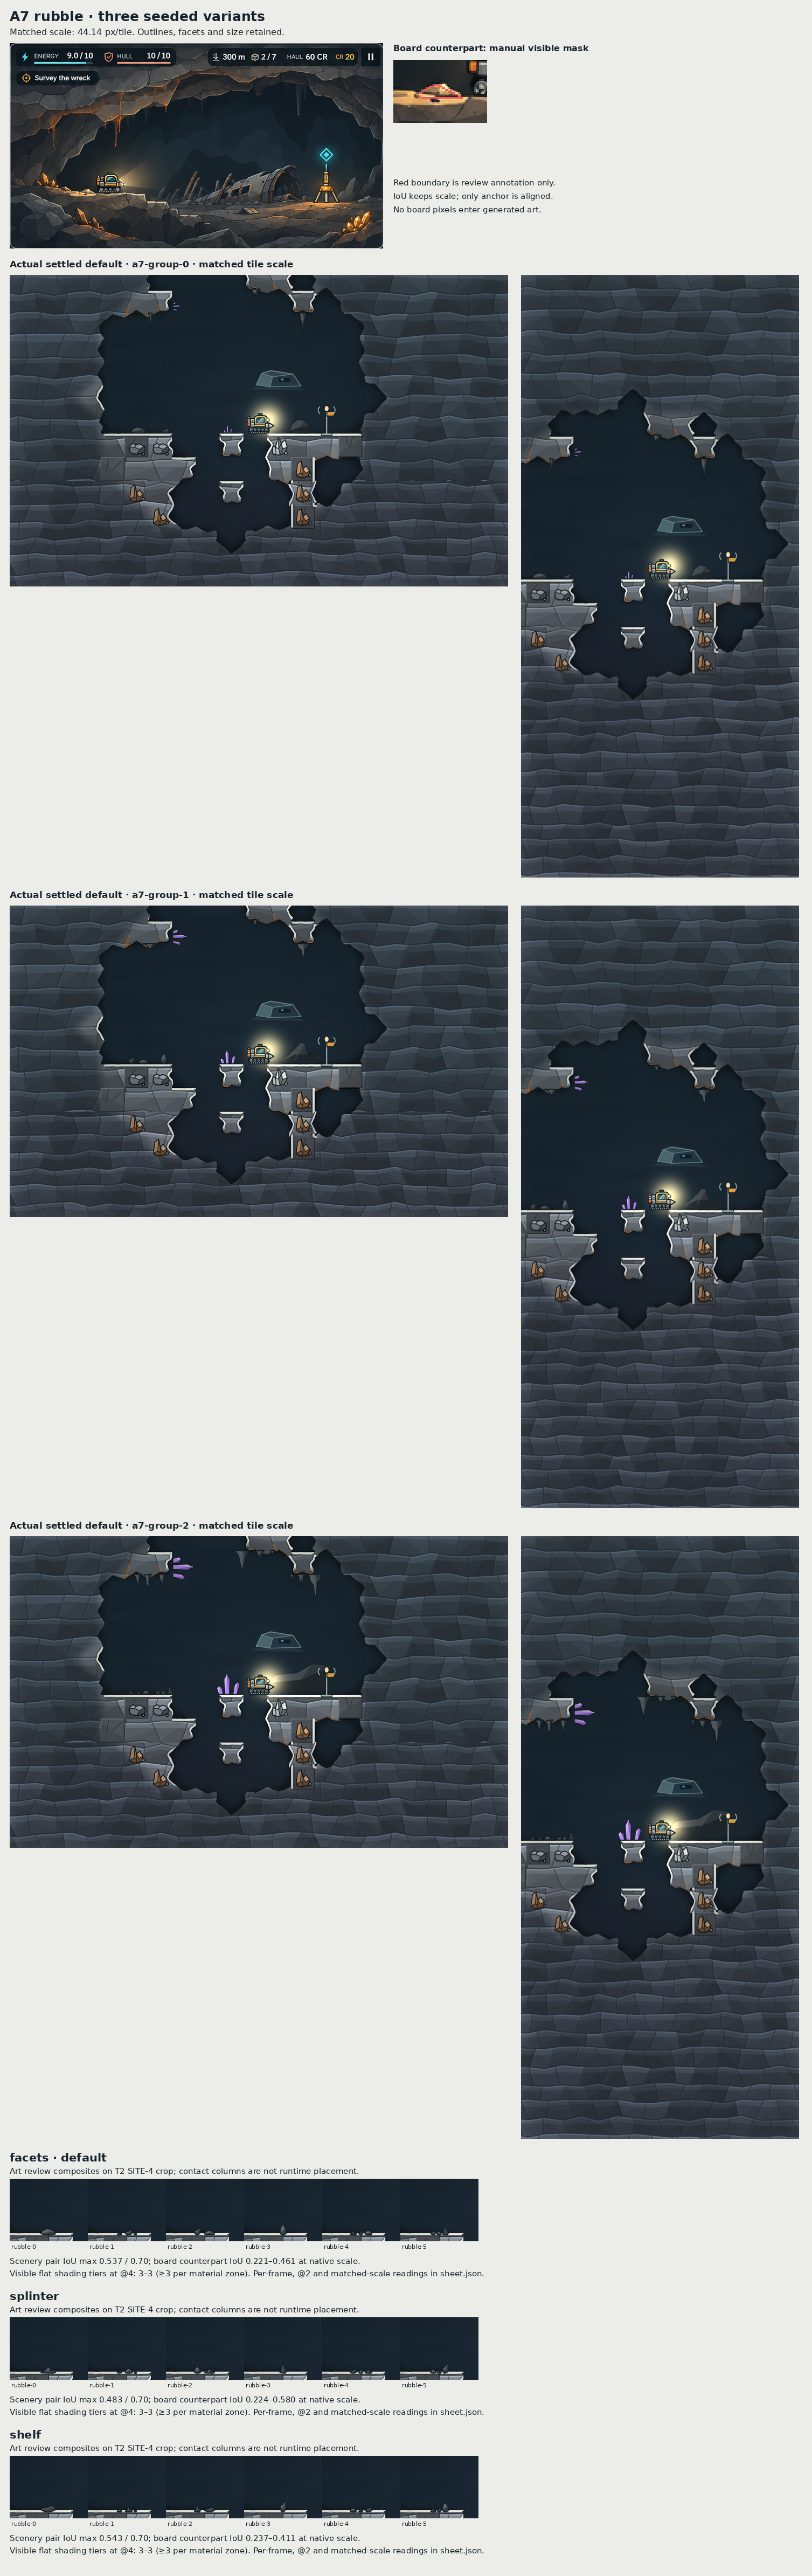 A7 rubble · three seeded variants
Matched scale: 44.14 px/tile. Outlines, facets and size retained.
Board counterpart: manual visible mask
ENERGY 9.0 / 10 HULL 10 / 10 300 m 2 / 7 HAUL 60 CR CR 20
Survey the wreck
Red boundary is review annotation only.
IoU keeps scale; only anchor is aligned.
No board pixels enter generated art.
Actual settled default · a7-group-0 · matched tile scale
Actual settled default · a7-group-1 · matched tile scale
Actual settled default · a7-group-2 · matched tile scale
facets · default
Art review composites on T2 SITE-4 crop; contact columns are not runtime placement.
rubble-0 rubble-1 rubble-2 rubble-3 rubble-4 rubble-5
Scenery pair IoU max 0.537 / 0.70; board counterpart IoU 0.221–0.461 at native scale.
Visible flat shading tiers at @4: 3–3 (≥3 per material zone). Per-frame, @2 and matched-scale readings in sheet.json.
splinter
Art review composites on T2 SITE-4 crop; contact columns are not runtime placement.
rubble-0 rubble-1 rubble-2 rubble-3 rubble-4 rubble-5
Scenery pair IoU max 0.483 / 0.70; board counterpart IoU 0.224–0.580 at native scale.
Visible flat shading tiers at @4: 3–3 (≥3 per material zone). Per-frame, @2 and matched-scale readings in sheet.json.
shelf
Art review composites on T2 SITE-4 crop; contact columns are not runtime placement.
rubble-0 rubble-1 rubble-2 rubble-3 rubble-4 rubble-5
Scenery pair IoU max 0.543 / 0.70; board counterpart IoU 0.237–0.411 at native scale.
Visible flat shading tiers at @4: 3–3 (≥3 per material zone). Per-frame, @2 and matched-scale readings in sheet.json.